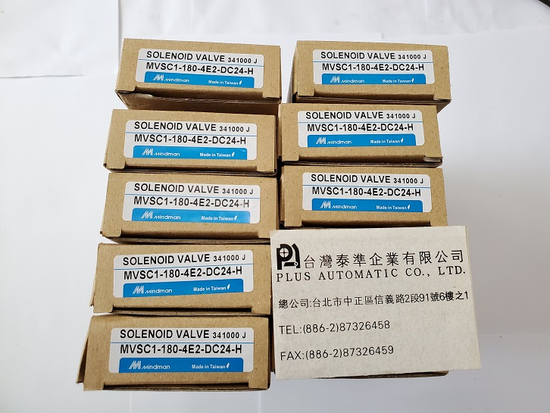 SOLENOID VALVE 341000 J
MVSC1-180-4E2-DC24-H
Mindman Made in Taiwan
SOLENOID VALVE 341000 J
MVSC1-180-4E2-DC24-H
Mindman Made in Taiwan
SOLENOID VALVE 341000 J
MVSC1-180-4E2-DC24-H
Mindman Made in Taiwan
SOLENOID VALVE 341000 J
MVSC1-180-4E2-DC24-H
Mindman Made in Taiwan
SOLENOID VALVE 341000 J
MVSC1-180-4E2-DC24-H
Mindman Made in Taiwan
SOLENOID VALVE 341000 J
MVSC1-180-4E2-DC24-H
Mindman Made in Taiwan
SOLENOID VALVE 341000 J
MVSC1-180-4E2-DC24-H
Mindman Made in Taiwan
SOLENOID VALVE 341000 J
MVSC1-180-4E2-DC24-H
Mindman Made in Taiwan
台灣泰準企業有限公司
PLUS AUTOMATIC CO., LTD.
總公司:台北市中正區信義路2段91號6樓之1
TEL:(886-2)87326458
FAX:(886-2)87326459